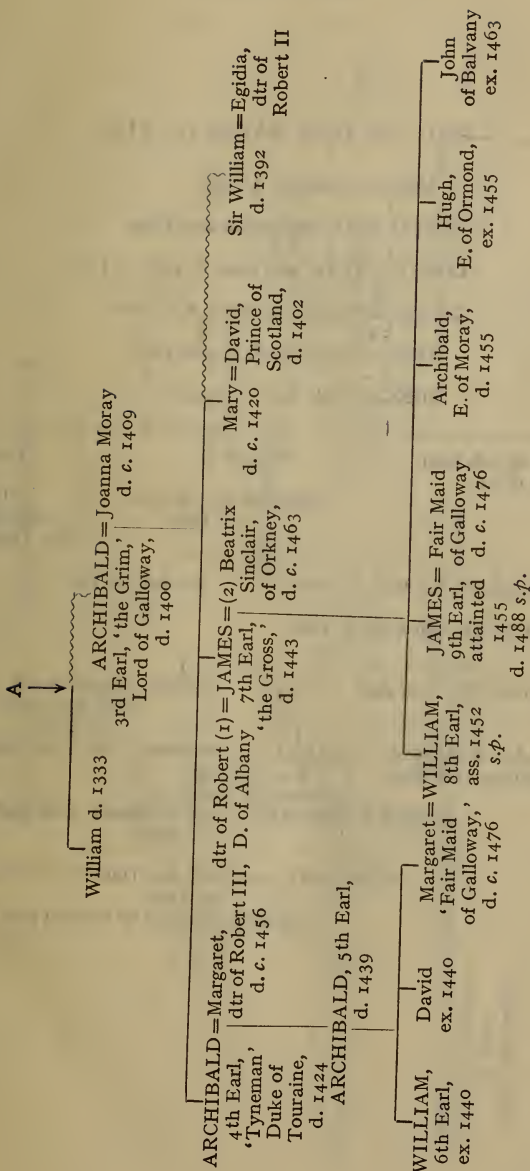 A
William d. 1333
ARCHIBALD = Joanna Moray
3rd Earl, ‘the Grim,’
Lord of Galloway,
d. 1400
d. c. 1409
ARCHIBALD = Margaret,
4th Earl,
‘Tyneman’
Duke of
Touraine,
d. 1424
dtr of Robert III,
d. c. 1456
dtr of Robert (1) = JAMES = (2) Beatrix
D. of Albany
7th Earl,
‘the Gross,’
d. 1443
Sinclair,
of Orkney,
d. c. 1463
Mary = David,
d. c. 1420
Prince of
Scotland,
d. 1402
Sir William = Egidia,
d. 1392
dtr of
Robert II
ARCHIBALD, 5th Earl,
d. 1439
WILLIAM,
6th Earl,
ex. 1440
David
ex. 1440
Margaret = WILLIAM,
‘Fair Maid
of Galloway,’
d. c. 1476
8th Earl,
ass. 1452
s.p.
JAMES = Fair Maid
9th Earl,
attainted
1455
d. 1488 s.p.
of Galloway
d. c. 1476
Archibald,
E. of Moray,
d. 1455
Hugh,
E. of Ormond,
ex. 1455
John
of Balvany
ex. 1463